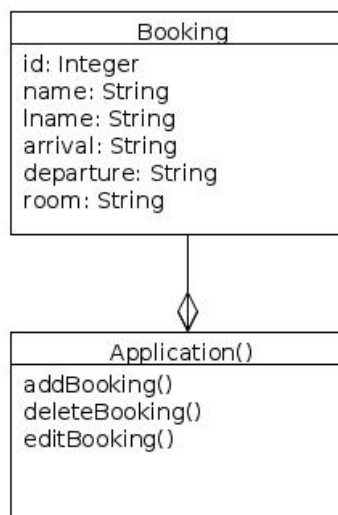 Booking
id: Integer
name: String
lname: String
arrival: String
departure: String
room: String
Application()
addBooking()
deleteBooking()
editBooking()